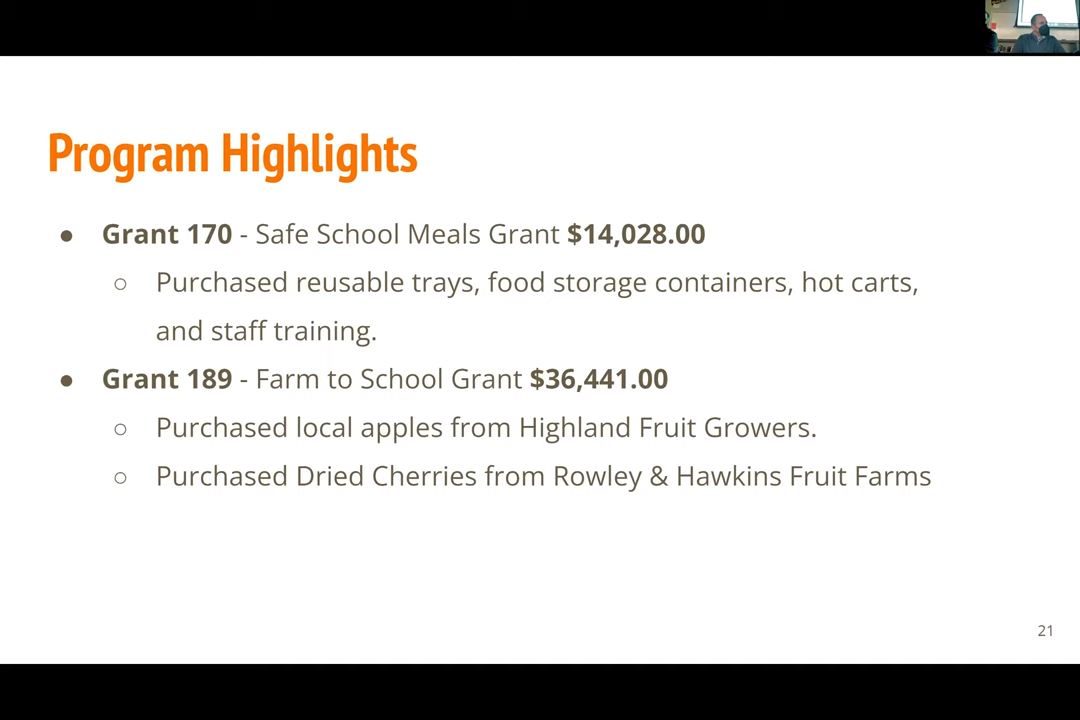 Program Highlights
● Grant 170 - Safe School Meals Grant $14,028.00
○ Purchased reusable trays, food storage containers, hot carts,
and staff training.
● Grant 189 - Farm to School Grant $36,441.00
○ Purchased local apples from Highland Fruit Growers.
○ Purchased Dried Cherries from Rowley & Hawkins Fruit Farms
21